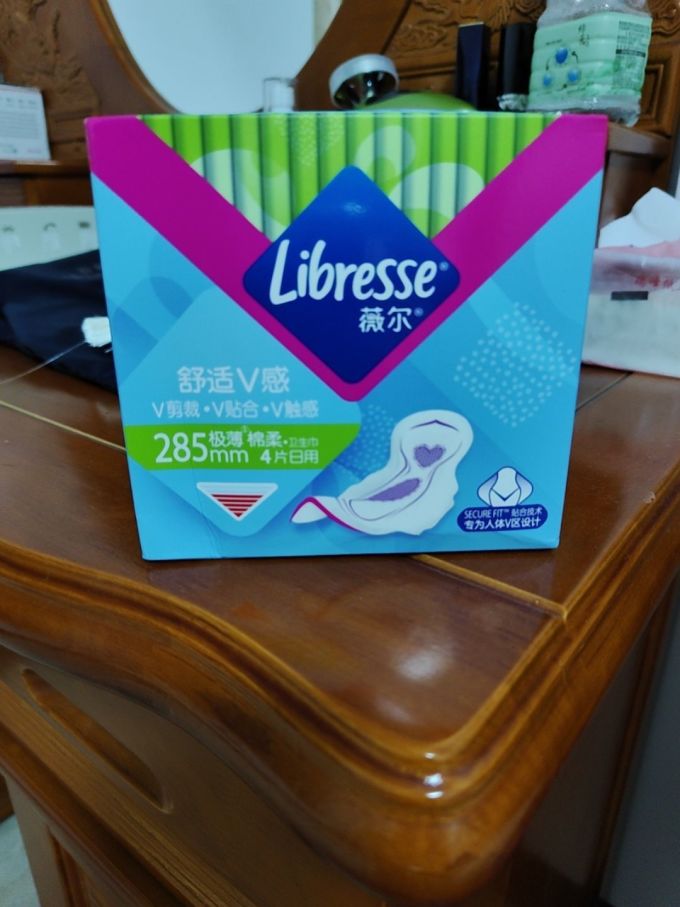 Libresse®
薇尔®
舒适V感
V剪裁·V贴合·V触感
285mm 极薄①棉柔·卫生巾
4片日用
SECURE FIT™ 贴合技术
专为人体V区设计